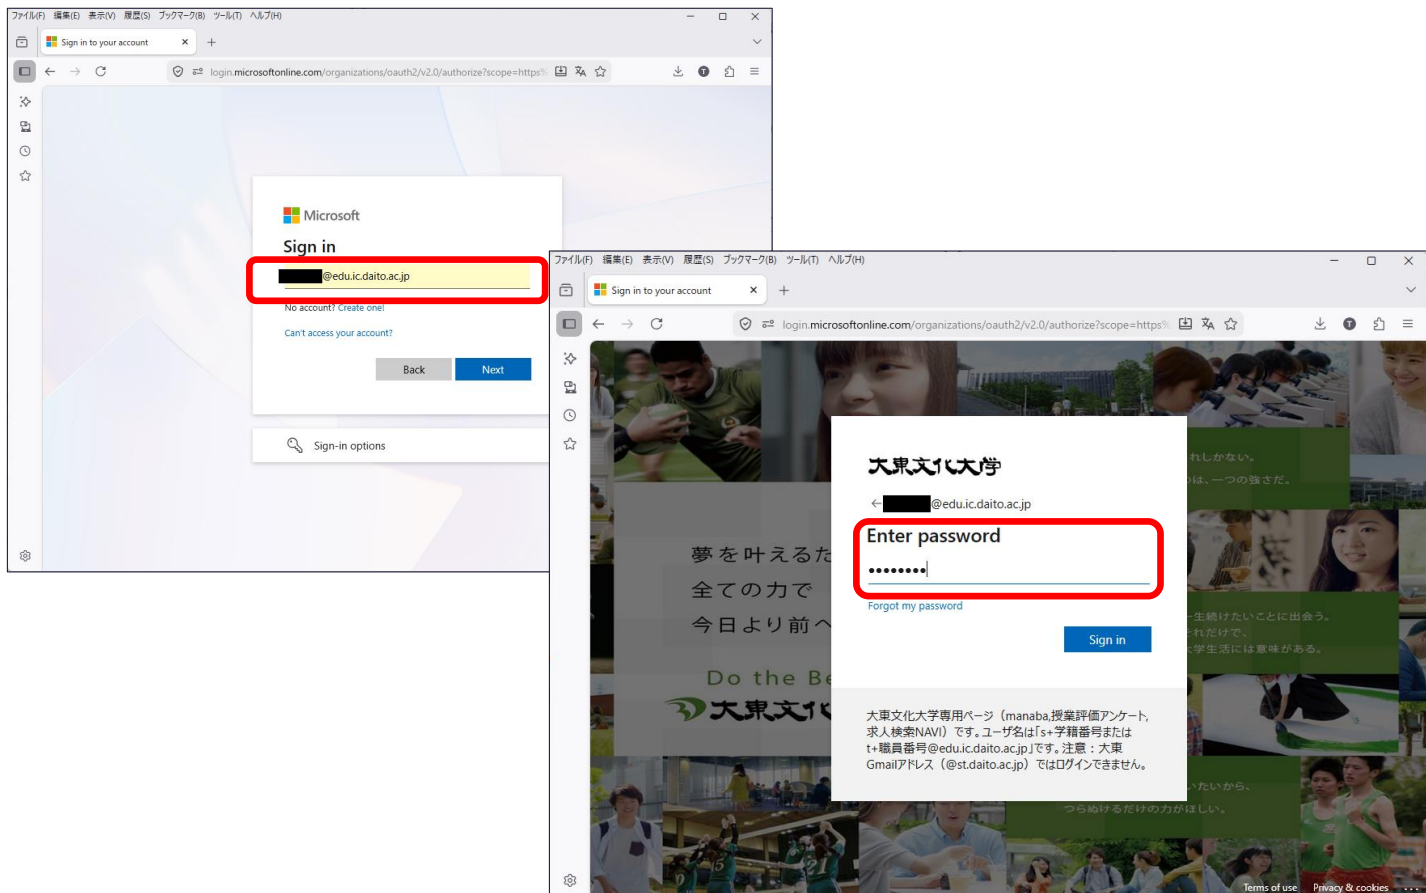 ファイル(F) 編集(E) 表示(V) 履歴(S) ブックマーク(B) ツール(T) ヘルプ(H)
Sign in to your account
login.microsoftonline.com/organizations/oauth2/v2.0/authorize?scope=https%
Microsoft
Sign in
@edu.ic.daito.ac.jp
No account? Create one!
Can't access your account?
Back Next
Sign-in options
ファイル(F) 編集(E) 表示(V) 履歴(S) ブックマーク(B) ツール(T) ヘルプ(H)
Sign in to your account
login.microsoftonline.com/organizations/oauth2/v2.0/authorize?scope=https%
大東文化大学
@edu.ic.daito.ac.jp
Enter password
Forgot my password
Sign in
大東文化大学専用ページ（manaba,授業評価アンケート,
求人検索NAVI）です。ユーザ名は「s+学籍番号または
t+職員番号@edu.ic.daito.ac.jp」です。注意：大東
Gmailアドレス（@st.daito.ac.jp）ではログインできません。
夢を叶えるた
全ての力で
今日より前へ
Do the Be
大東文化
れしかない。
は、一つの強さだ。
一生続けたいことに出会う。
それだけで、
大学生活には意味がある。
いたいから、
つらぬけるだけの力がほしい。
Terms of use Privacy & cookies ...